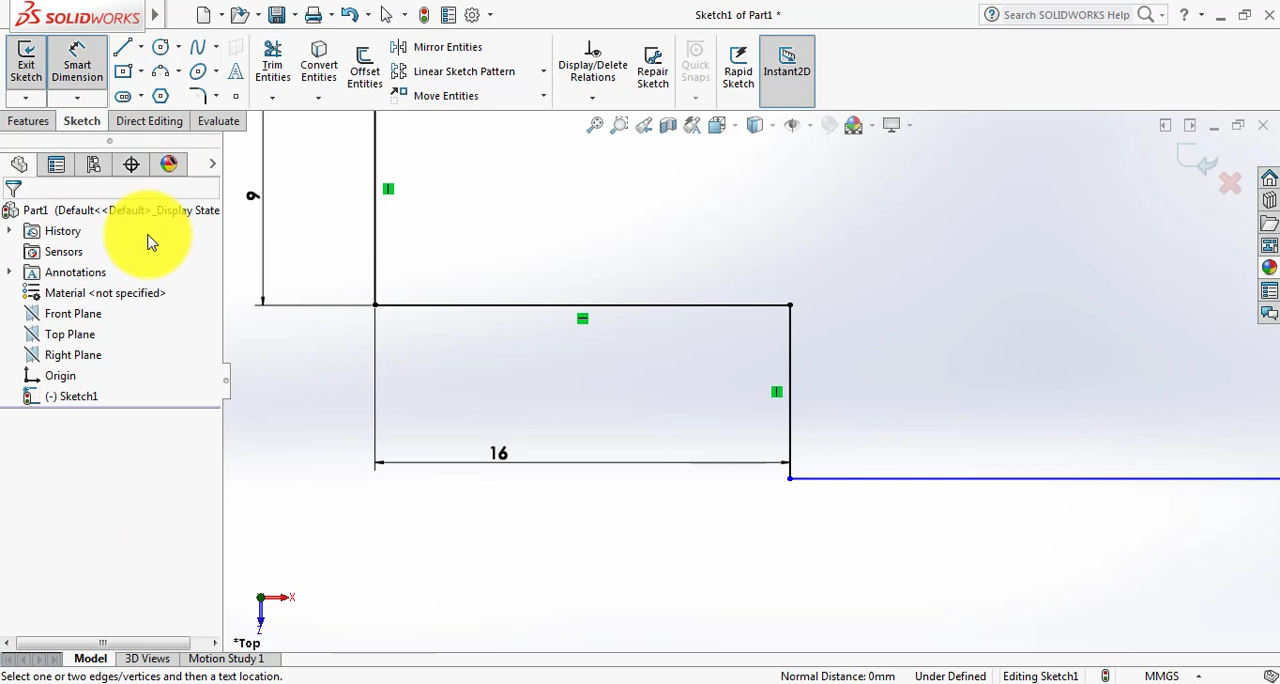 SOLIDWORKS
Sketch1 of Part1 *
Search SOLIDWORKS Help
?
Exit Sketch
Smart Dimension
Trim Entities
Convert Entities
Offset Entities
Mirror Entities
Linear Sketch Pattern
Move Entities
Display/Delete Relations
Repair Sketch
Quick Snaps
Rapid Sketch
Instant2D
Features
Sketch
Direct Editing
Evaluate
Part1 (Default<<Default>_Display State
History
Sensors
Annotations
Material <not specified>
Front Plane
Top Plane
Right Plane
Origin
(-) Sketch1
9
16
X
Z
*Top
Model
3D Views
Motion Study 1
Select one or two edges/vertices and then a text location.
Normal Distance: 0mm
Under Defined
Editing Sketch1
MMGS